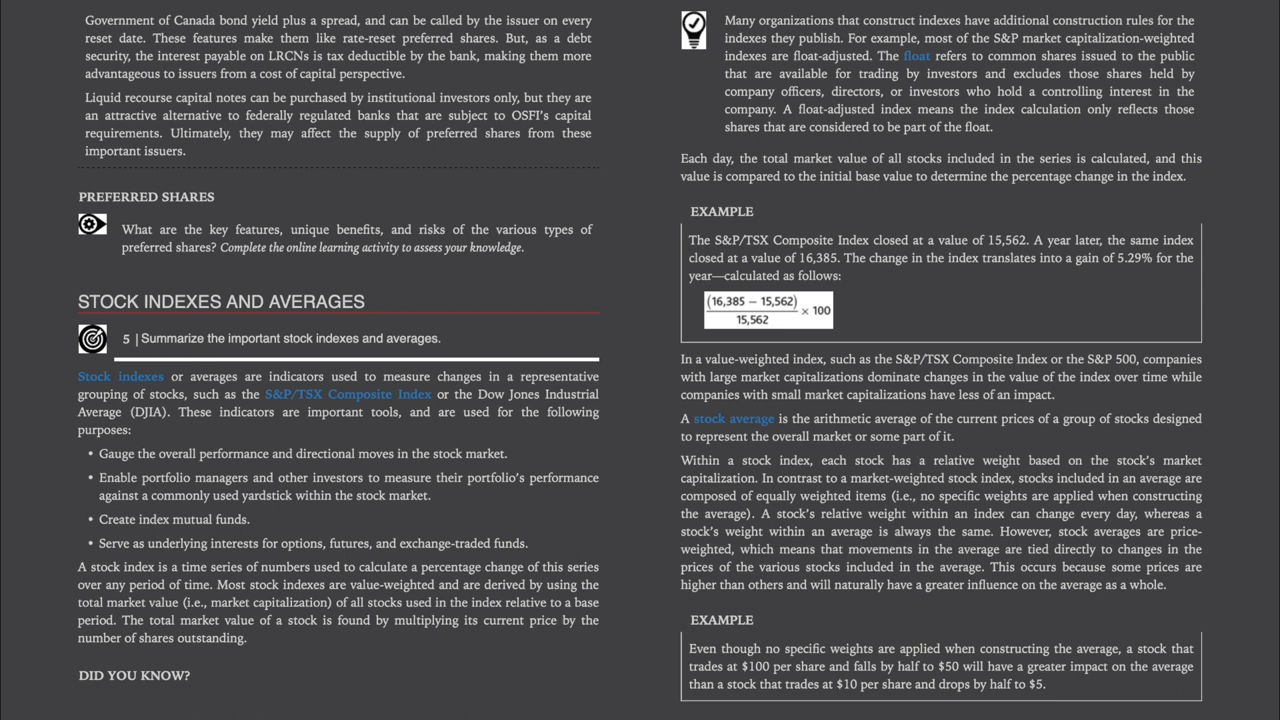 Government of Canada bond yield plus a spread, and can be called by the issuer on every
reset date. These features make them like rate-reset preferred shares. But, as a debt
security, the interest payable on LRCNs is tax deductible by the bank, making them more
advantageous to issuers from a cost of capital perspective.
Liquid recourse capital notes can be purchased by institutional investors only, but they are
an attractive alternative to federally regulated banks that are subject to OSFI’s capital
requirements. Ultimately, they may affect the supply of preferred shares from these
important issuers.
PREFERRED SHARES
What are the key features, unique benefits, and risks of the various types of
preferred shares? Complete the online learning activity to assess your knowledge.
STOCK INDEXES AND AVERAGES
5 | Summarize the important stock indexes and averages.
Stock indexes or averages are indicators used to measure changes in a representative
grouping of stocks, such as the S&P/TSX Composite Index or the Dow Jones Industrial
Average (DJIA). These indicators are important tools, and are used for the following
purposes:
• Gauge the overall performance and directional moves in the stock market.
• Enable portfolio managers and other investors to measure their portfolio’s performance
against a commonly used yardstick within the stock market.
• Create index mutual funds.
• Serve as underlying interests for options, futures, and exchange-traded funds.
A stock index is a time series of numbers used to calculate a percentage change of this series
over any period of time. Most stock indexes are value-weighted and are derived by using the
total market value (i.e., market capitalization) of all stocks used in the index relative to a base
period. The total market value of a stock is found by multiplying its current price by the
number of shares outstanding.
DID YOU KNOW?
Many organizations that construct indexes have additional construction rules for the
indexes they publish. For example, most of the S&P market capitalization-weighted
indexes are float-adjusted. The float refers to common shares issued to the public
that are available for trading by investors and excludes those shares held by
company officers, directors, or investors who hold a controlling interest in the
company. A float-adjusted index means the index calculation only reflects those
shares that are considered to be part of the float.
Each day, the total market value of all stocks included in the series is calculated, and this
value is compared to the initial base value to determine the percentage change in the index.
EXAMPLE
The S&P/TSX Composite Index closed at a value of 15,562. A year later, the same index
closed at a value of 16,385. The change in the index translates into a gain of 5.29% for the
year—calculated as follows:
(16,385 − 15,562)
15,562
× 100
In a value-weighted index, such as the S&P/TSX Composite Index or the S&P 500, companies
with large market capitalizations dominate changes in the value of the index over time while
companies with small market capitalizations have less of an impact.
A stock average is the arithmetic average of the current prices of a group of stocks designed
to represent the overall market or some part of it.
Within a stock index, each stock has a relative weight based on the stock’s market
capitalization. In contrast to a market-weighted stock index, stocks included in an average are
composed of equally weighted items (i.e., no specific weights are applied when constructing
the average). A stock’s relative weight within an index can change every day, whereas a
stock’s weight within an average is always the same. However, stock averages are price-
weighted, which means that movements in the average are tied directly to changes in the
prices of the various stocks included in the average. This occurs because some prices are
higher than others and will naturally have a greater influence on the average as a whole.
EXAMPLE
Even though no specific weights are applied when constructing the average, a stock that
trades at $100 per share and falls by half to $50 will have a greater impact on the average
than a stock that trades at $10 per share and drops by half to $5.